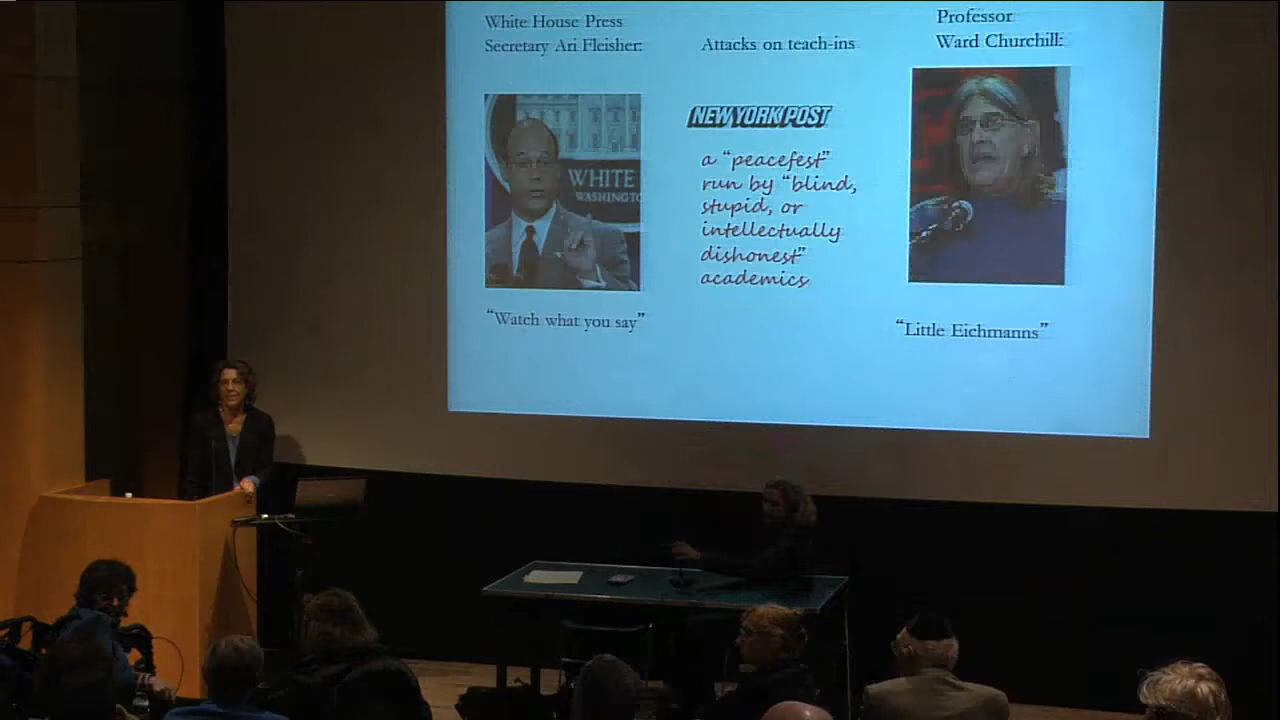 White House Press
Secretary Ari Fleisher:
WHITE
WASHINGTO
"Watch what you say"
Attacks on teach-ins
NEW YORK POST
a "peacefest"
run by "blind,
stupid, or
intellectually
dishonest"
academics
Professor
Ward Churchill:
"Little Eichmanns"